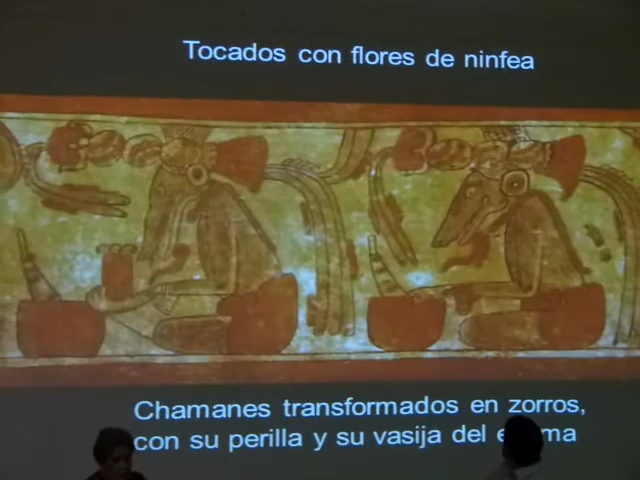 Tocados con flores de ninfea
Chamanes transformados en zorros,
con su perilla y su vasija del